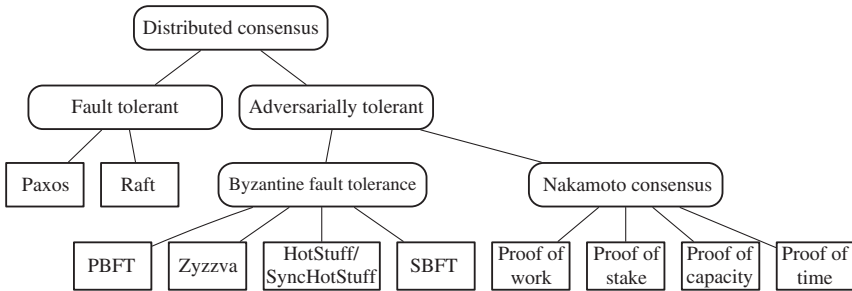 Distributed consensus
Fault tolerant
Adversarially tolerant
Paxos
Raft
Byzantine fault tolerance
Nakamoto consensus
PBFT
Zyzzva
HotStuff/
SyncHotStuff
SBFT
Proof of
work
Proof of
stake
Proof of
capacity
Proof of
time